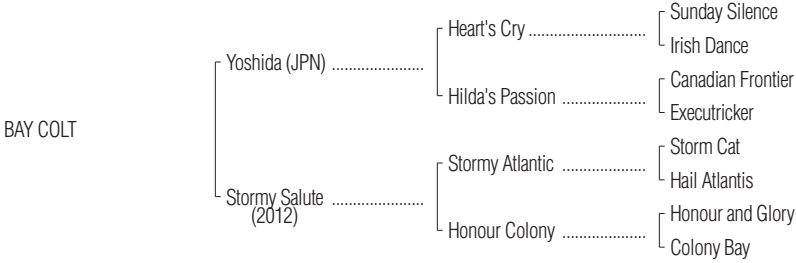 Sunday Silence
Heart's Cry ..........................
Irish Dance
Yoshida (JPN) .....................
Canadian Frontier
Hilda's Passion ...................
Executricker
BAY COLT
Storm Cat
Stormy Atlantic ...................
Hail Atlantis
Stormy Salute .....................
(2012)
Honour and Glory
Honour Colony ...................
Colony Bay